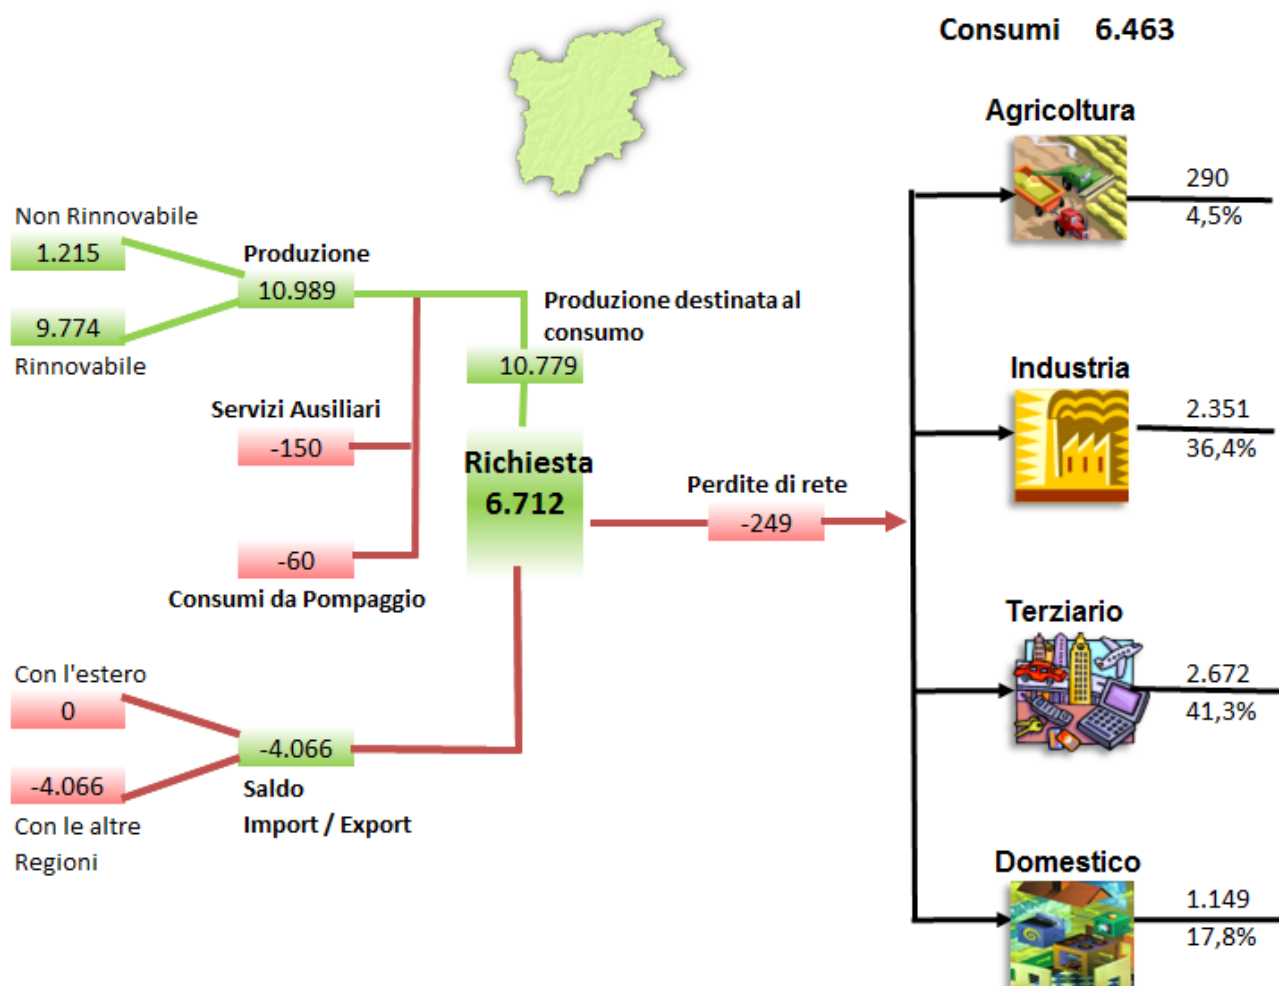 Consumi 6.463
Agricoltura
290
4,5%
Non Rinnovabile
1.215
Produzione
10.989
9.774
Rinnovabile
Produzione destinata al
consumo
10.779
Servizi Ausiliari
-150
Richiesta
6.712
Perdite di rete
-249
-60
Consumi da Pompaggio
Industria
2.351
36,4%
Con l'estero
0
-4.066
Saldo
Import / Export
-4.066
Con le altre
Regioni
Terziario
2.672
41,3%
Domestico
1.149
17,8%